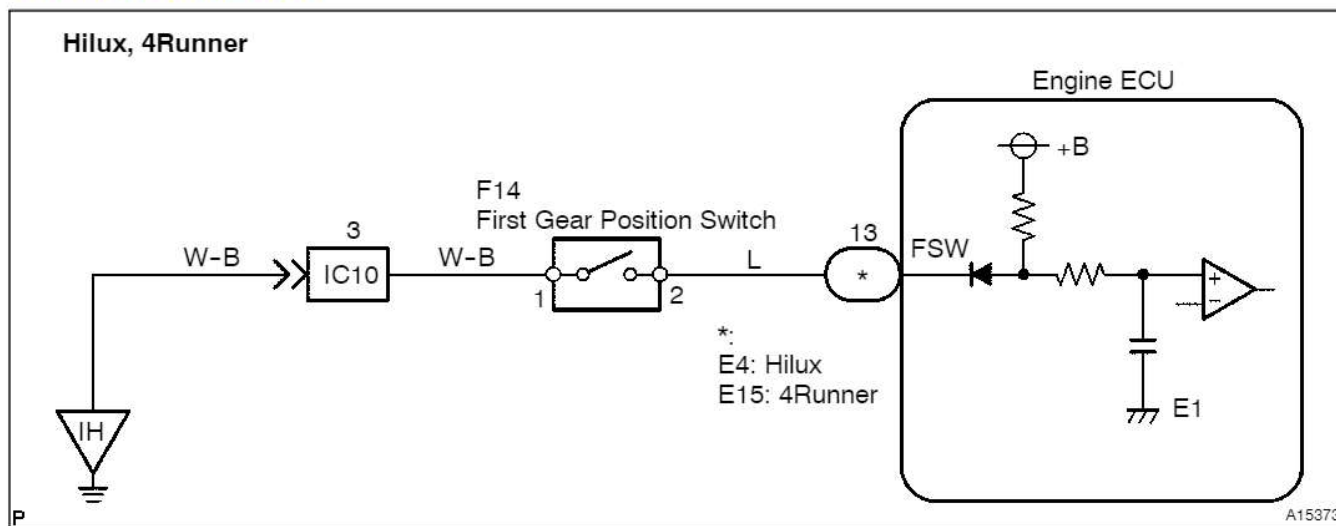 Hilux, 4Runner
Engine ECU
+B
F14
First Gear Position Switch
3
13
W-B
IC10
W-B
1
2
L
*
FSW
+
−
*:
E4: Hilux
E15: 4Runner
E1
IH
P
A15373